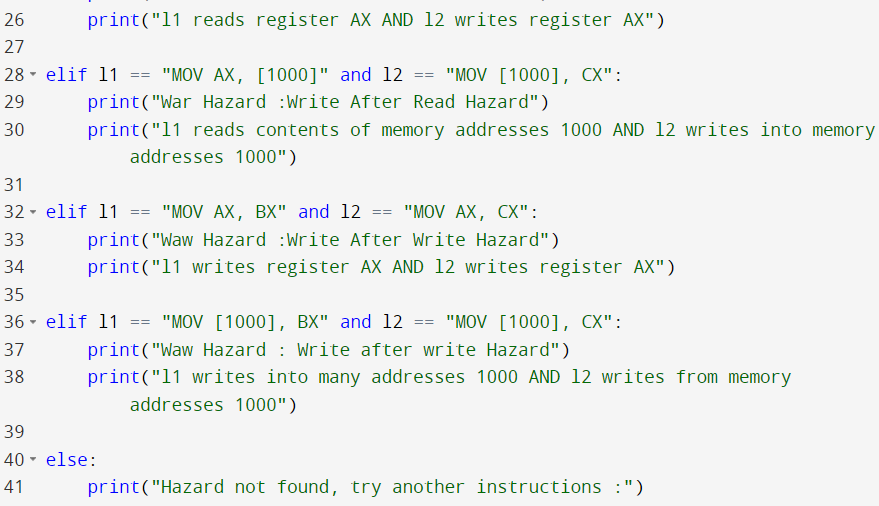 26 print("l1 reads register AX AND l2 writes register AX")
27
28 elif l1 == "MOV AX, [1000]" and l2 == "MOV [1000], CX":
29 print("War Hazard :Write After Read Hazard")
30 print("l1 reads contents of memory addresses 1000 AND l2 writes into memory
addresses 1000")
31
32 elif l1 == "MOV AX, BX" and l2 == "MOV AX, CX":
33 print("Waw Hazard :Write After Write Hazard")
34 print("l1 writes register AX AND l2 writes register AX")
35
36 elif l1 == "MOV [1000], BX" and l2 == "MOV [1000], CX":
37 print("Waw Hazard : Write after write Hazard")
38 print("l1 writes into many addresses 1000 AND l2 writes from memory
addresses 1000")
39
40 else:
41 print("Hazard not found, try another instructions :")